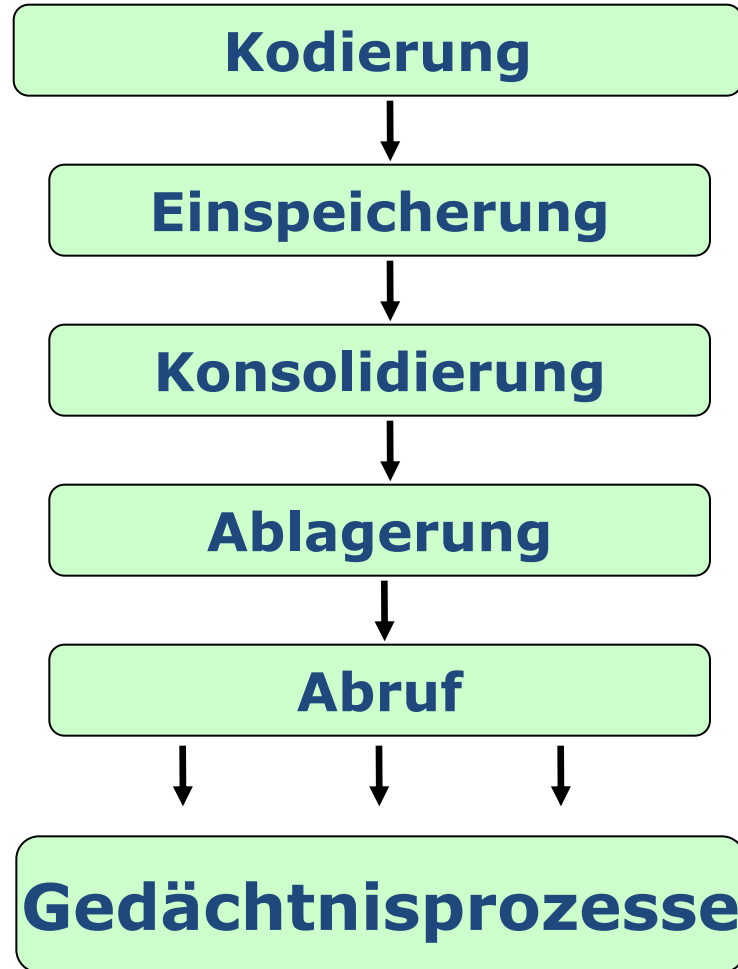 Kodierung
Einspeicherung
Konsolidierung
Ablagerung
Abruf
Gedächtnisprozesse